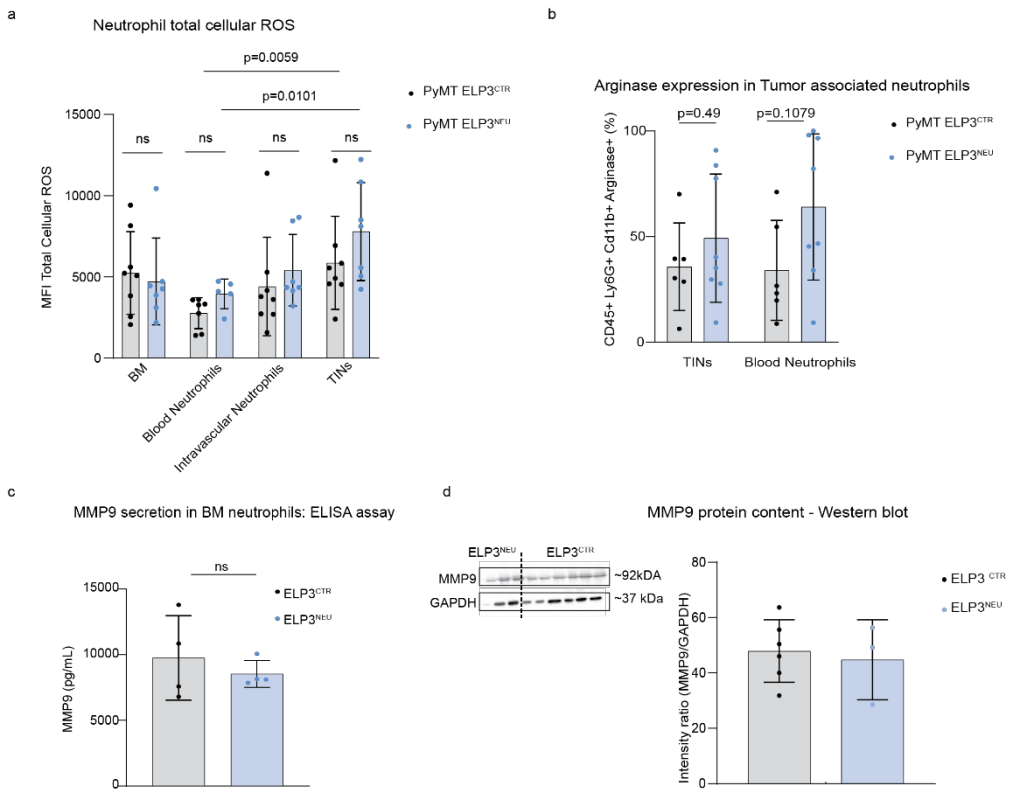 a
Neutrophil total cellular ROS
p=0.0059
p=0.0101
ns
ns
ns
ns
PyMT ELP3CTR
PyMT ELP3NEU
MFI Total Cellular ROS
15000
10000
5000
0
BM
Blood Neutrophils
Intravascular Neutrophils
TINs
b
Arginase expression in Tumor associated neutrophils
p=0.49
p=0.1079
PyMT ELP3CTR
PyMT ELP3NEU
CD45+ Ly6G+ Cd11b+ Arginase+ (%)
100
50
0
TINs
Blood Neutrophils
c
MMP9 secretion in BM neutrophils: ELISA assay
ns
ELP3CTR
ELP3NEU
MMP9 (pg/mL)
15000
10000
5000
0
d
MMP9 protein content - Western blot
ELP3NEU
ELP3CTR
MMP9
~92kDA
GAPDH
~37 kDa
Intensity ratio (MMP9/GAPDH)
80
60
40
20
0
ELP3 CTR
ELP3NEU